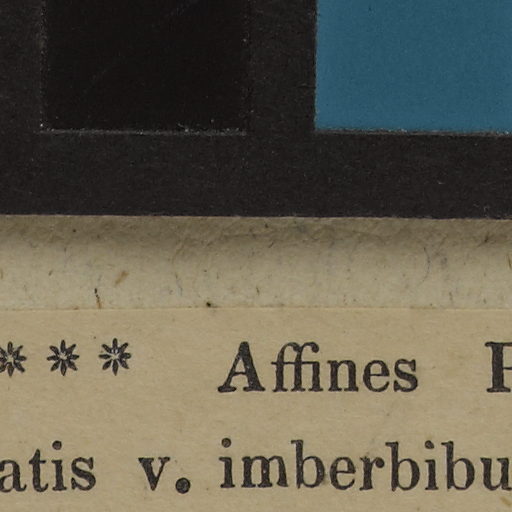 *** Affines
atis v. imberbibu